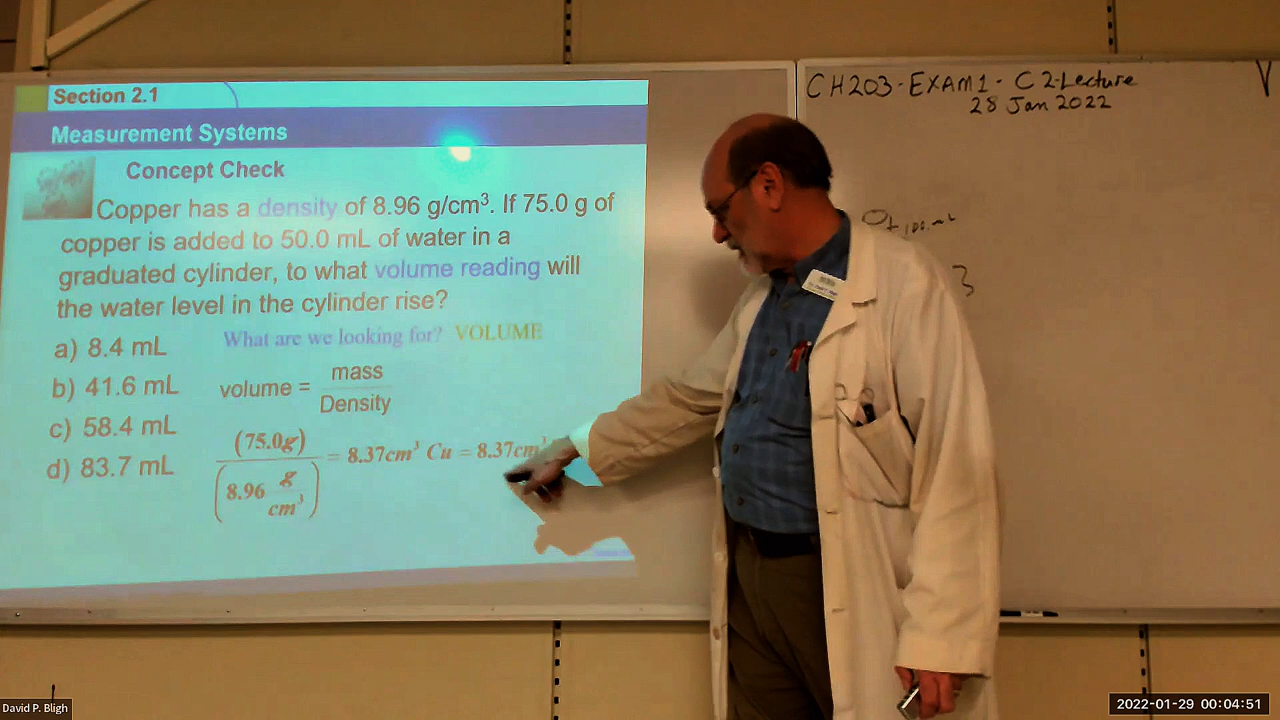 Section 2.1
Measurement Systems
Concept Check
Copper has a density of 8.96 g/cm³. If 75.0 g of
copper is added to 50.0 mL of water in a
graduated cylinder, to what volume reading will
the water level in the cylinder rise?
a) 8.4 mL
What are we looking for? VOLUME
b) 41.6 mL
volume = mass
Density
c) 58.4 mL
d) 83.7 mL
(75.0g)
= 8.37cm³ Cu = 8.37cm
(8.96 g
cm³)
CH203-EXAM1- C2-Lecture
28 Jan 2022
3
David P. Bligh
2022-01-29 00:04:51